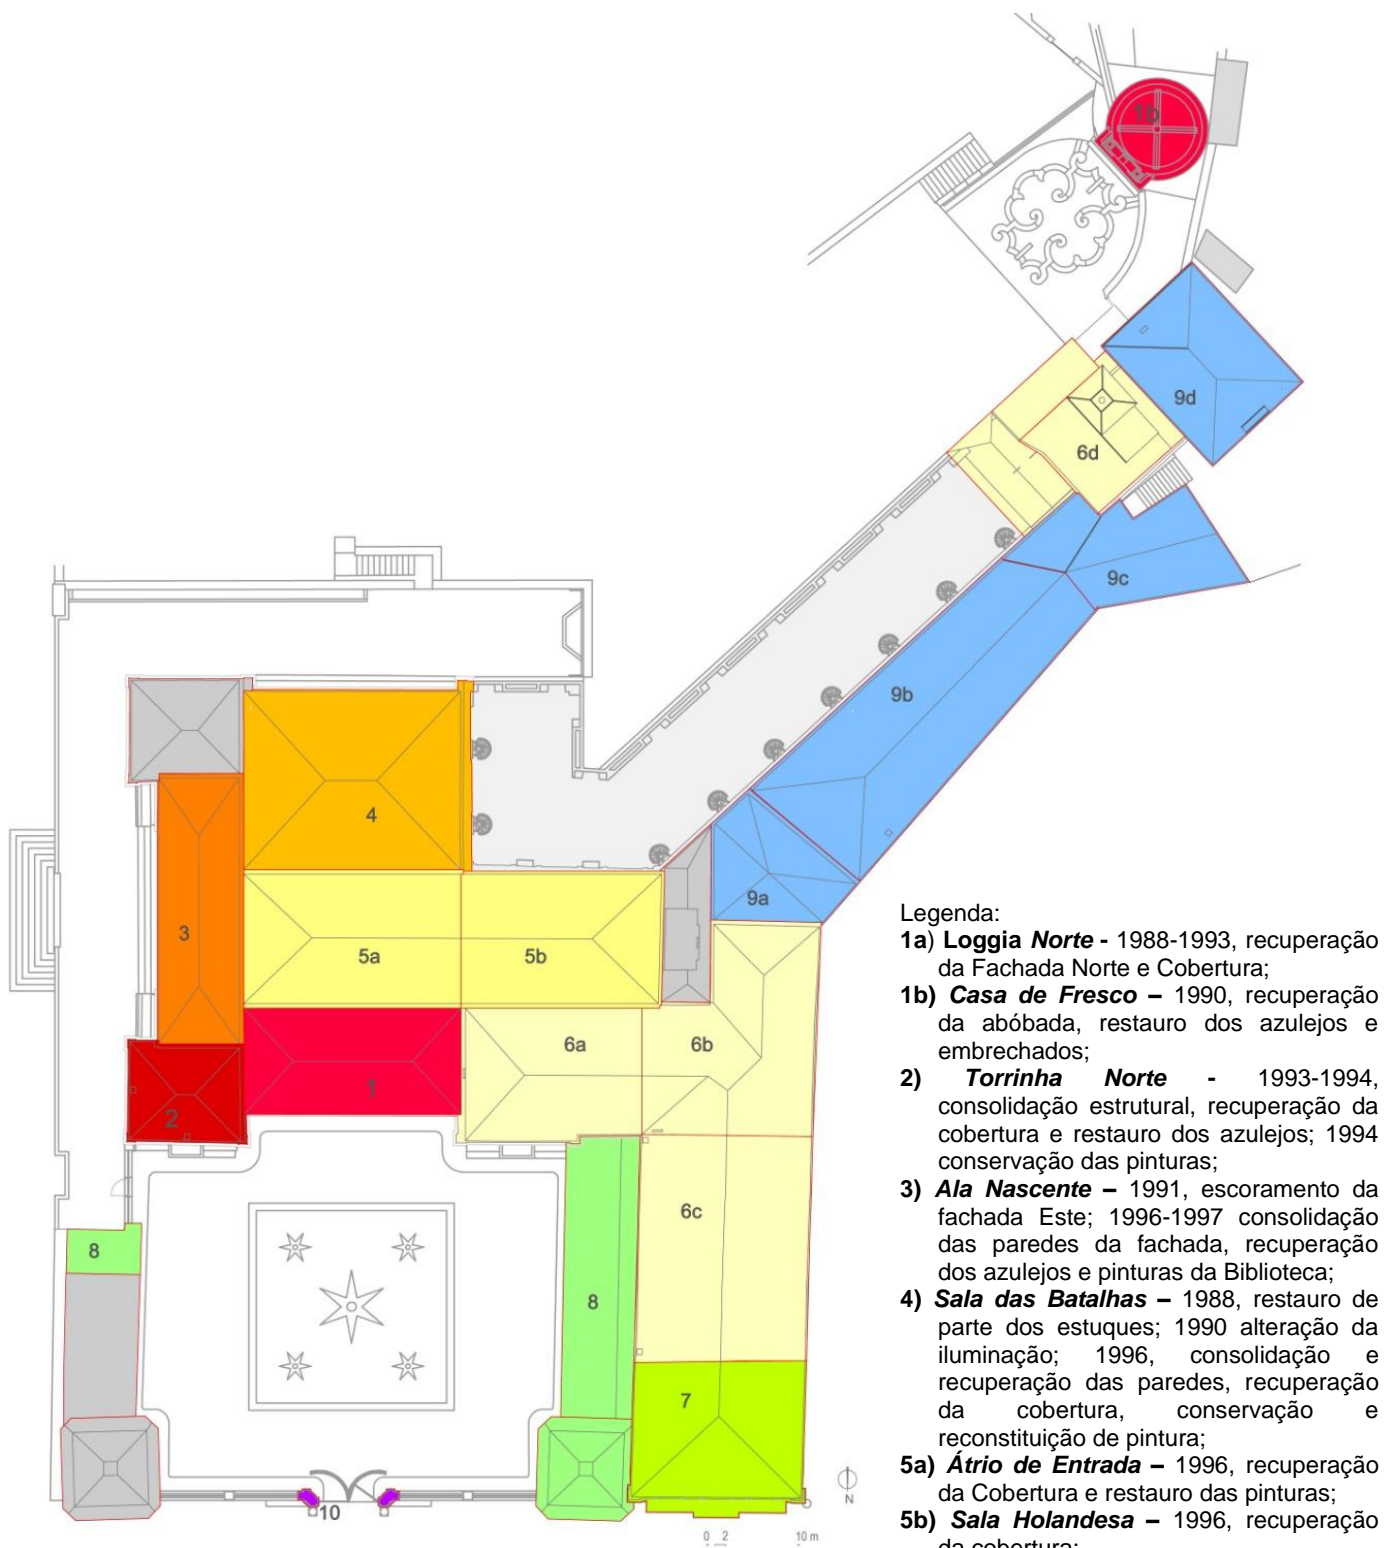 1b
9d
6d
9c
9b
4
9a
3
5a
5b
6a
6b
1
2
6c
8
8
7
10
N
0 2 10 m
Legenda:
1a) Loggia Norte - 1988-1993, recuperação
da Fachada Norte e Cobertura;
1b) Casa de Fresco – 1990, recuperação
da abóbada, restauro dos azulejos e
embrechados;
2) Torrinha Norte - 1993-1994,
consolidação estrutural, recuperação da
cobertura e restauro dos azulejos; 1994
conservação das pinturas;
3) Ala Nascente – 1991, escoramento da
fachada Este; 1996-1997 consolidação
das paredes da fachada, recuperação
dos azulejos e pinturas da Biblioteca;
4) Sala das Batalhas – 1988, restauro de
parte dos estuques; 1990 alteração da
iluminação; 1996, consolidação e
recuperação das paredes, recuperação
da cobertura, conservação e
reconstituição de pintura;
5a) Átrio de Entrada – 1996, recuperação
da Cobertura e restauro das pinturas;
5b) Sala Holandesa – 1996, recuperação
da cobertura;